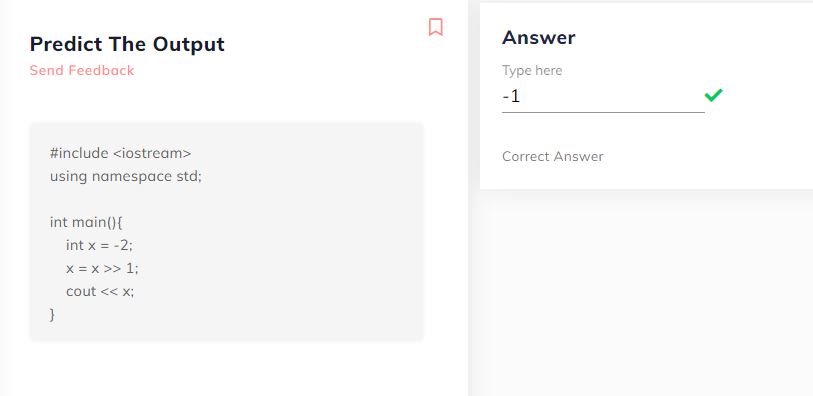 Predict The Output
Send Feedback
#include <iostream>
using namespace std;
int main(){
int x = -2;
x = x >> 1;
cout << x;
}
Answer
Type here
-1
Correct Answer